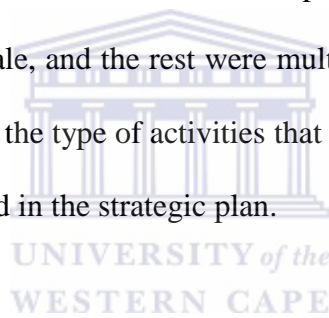 ale, and the rest were mult
the type of activities that
d in the strategic plan.
UNIVERSITY of the
WESTERN CAPE